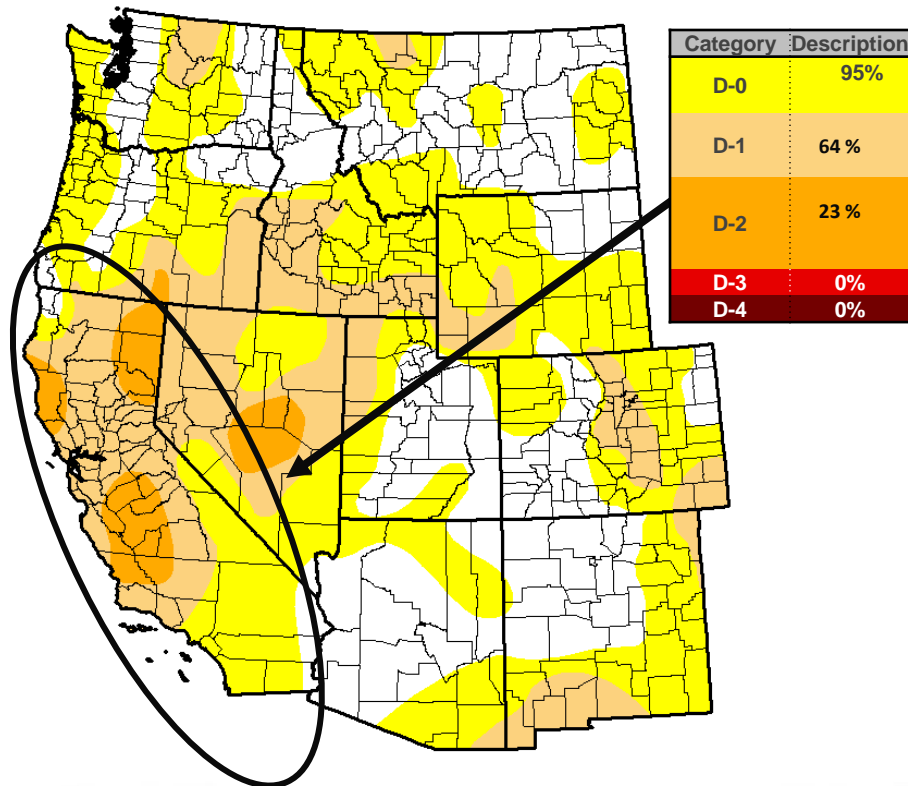 Category Description
D-0 95%
D-1 64 %
D-2 23 %
D-3 0%
D-4 0%